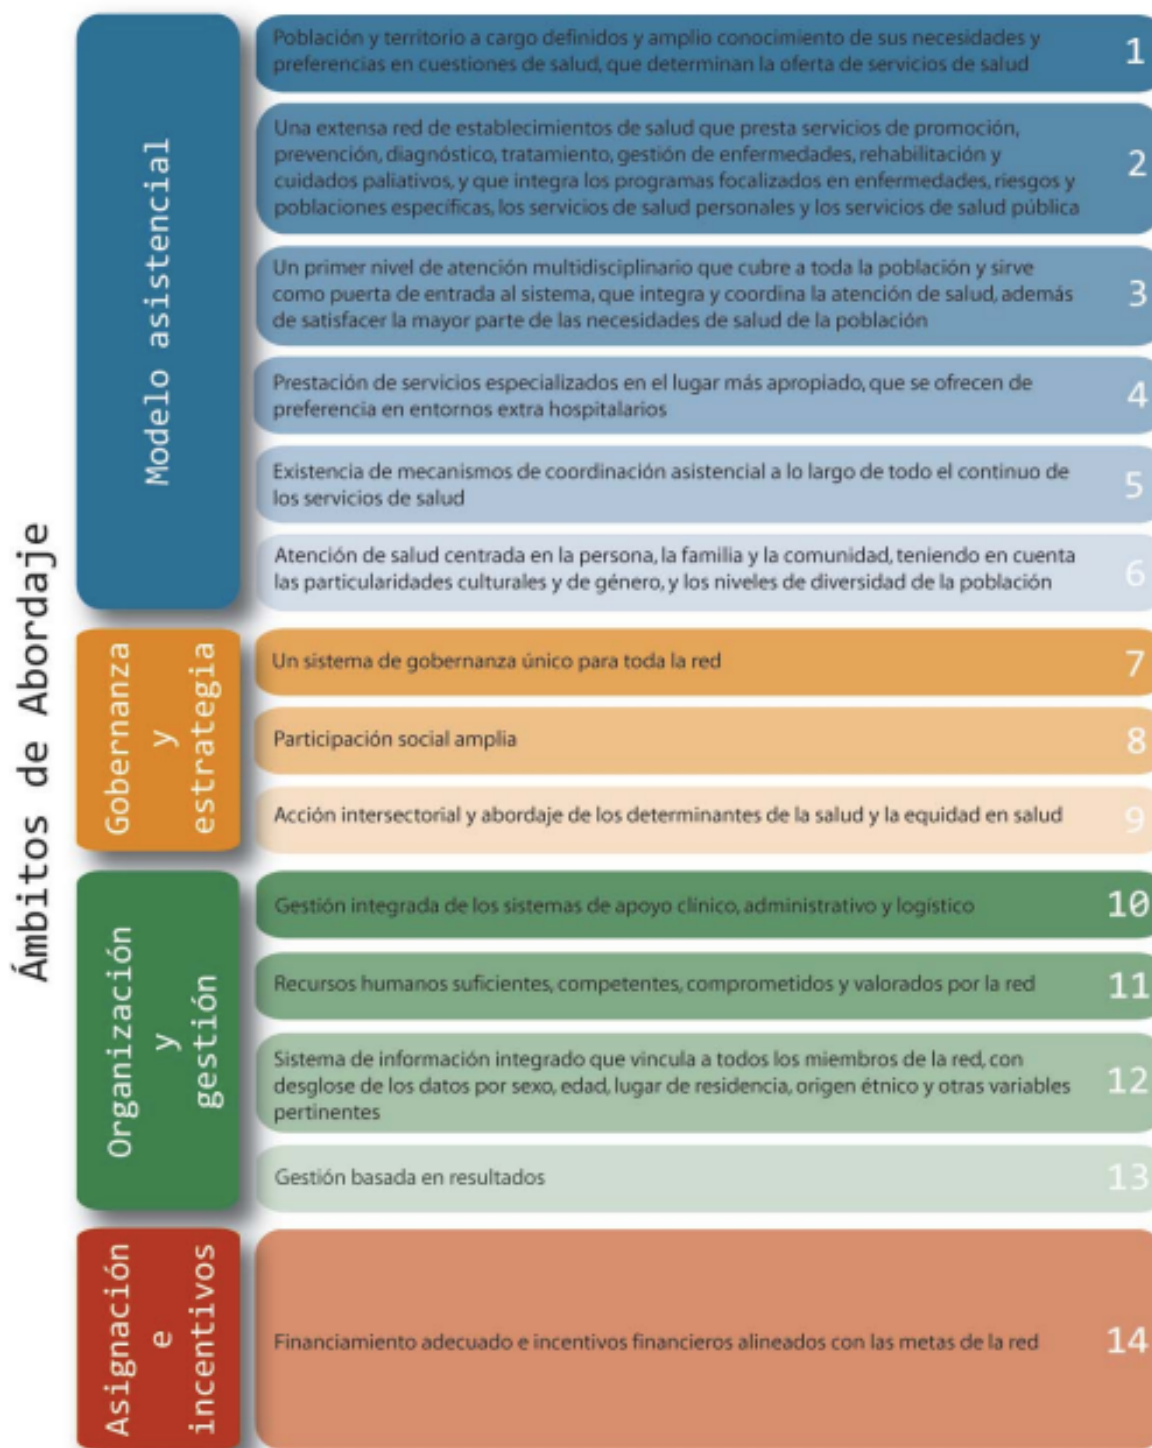 Ámbitos de Abordaje
Modelo asistencial
Población y territorio a cargo definidos y amplio conocimiento de sus necesidades y
preferencias en cuestiones de salud, que determinan la oferta de servicios de salud
1
Una extensa red de establecimientos de salud que presta servicios de promoción,
prevención, diagnóstico, tratamiento, gestión de enfermedades, rehabilitación y
cuidados paliativos, y que integra los programas focalizados en enfermedades, riesgos y
poblaciones específicas, los servicios de salud personales y los servicios de salud pública
2
Un primer nivel de atención multidisciplinario que cubre a toda la población y sirve
como puerta de entrada al sistema, que integra y coordina la atención de salud, además
de satisfacer la mayor parte de las necesidades de salud de la población
3
Prestación de servicios especializados en el lugar más apropiado, que se ofrecen de
preferencia en entornos extra hospitalarios
4
Existencia de mecanismos de coordinación asistencial a lo largo de todo el continuo de
los servicios de salud
5
Atención de salud centrada en la persona, la familia y la comunidad, teniendo en cuenta
las particularidades culturales y de género, y los niveles de diversidad de la población
6
Gobernanza
y
estrategia
Un sistema de gobernanza único para toda la red
7
Participación social amplia
8
Acción intersectorial y abordaje de los determinantes de la salud y la equidad en salud
9
Organización
y
gestión
Gestión integrada de los sistemas de apoyo clínico, administrativo y logístico
10
Recursos humanos suficientes, competentes, comprometidos y valorados por la red
11
Sistema de información integrado que vincula a todos los miembros de la red, con
desglose de los datos por sexo, edad, lugar de residencia, origen étnico y otras variables
pertinentes
12
Gestión basada en resultados
13
Asignación
e
incentivos
Financiamiento adecuado e incentivos financieros alineados con las metas de la red
14